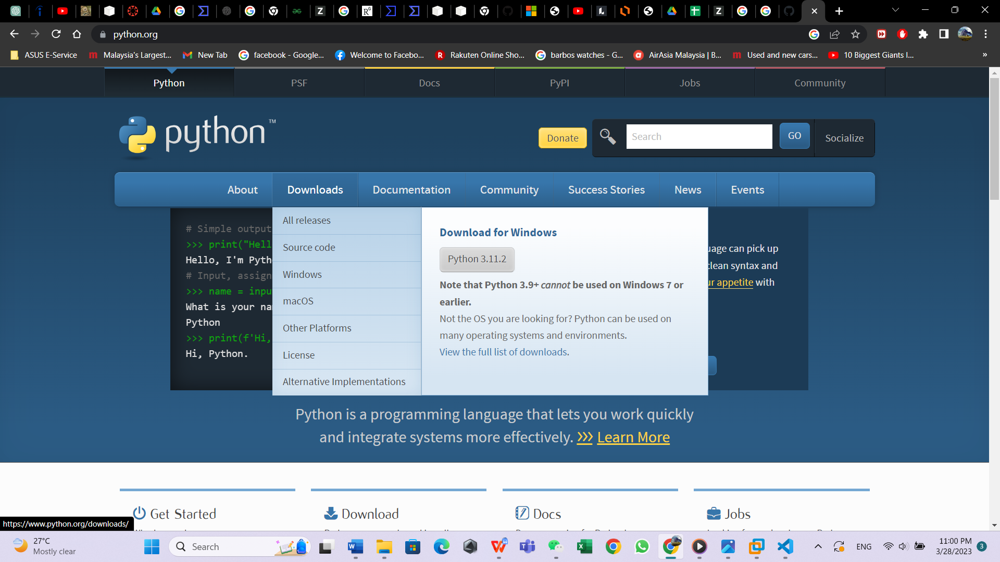 python.org
ASUS E-Service
Malaysia's Largest...
New Tab
facebook - Google...
Welcome to Facebo...
Rakuten Online Sho...
barbos watches - G...
AirAsia Malaysia | B...
Used and new cars...
10 Biggest Giants I...
»
Python
PSF
Docs
PyPI
Jobs
Community
python™
Donate
Search
GO
Socialize
About
Downloads
Documentation
Community
Success Stories
News
Events
# Simple output
>>> print("Hell
Hello, I'm Pyth
# Input, assign
>>> name = inpu
What is your na
Python
>>> print(f'Hi,
Hi, Python.
All releases
Source code
Windows
macOS
Other Platforms
License
Alternative Implementations
Download for Windows
Python 3.11.2
Note that Python 3.9+ cannot be used on Windows 7 or
earlier.
Not the OS you are looking for? Python can be used on
many operating systems and environments.
View the full list of downloads.
uage can pick up
clean syntax and
ur appetite with
Python is a programming language that lets you work quickly
and integrate systems more effectively. >>> Learn More
Get Started
Download
Docs
Jobs
https://www.python.org/downloads/
27°C
Mostly clear
Search
ENG
11:00 PM
3/28/2023
3